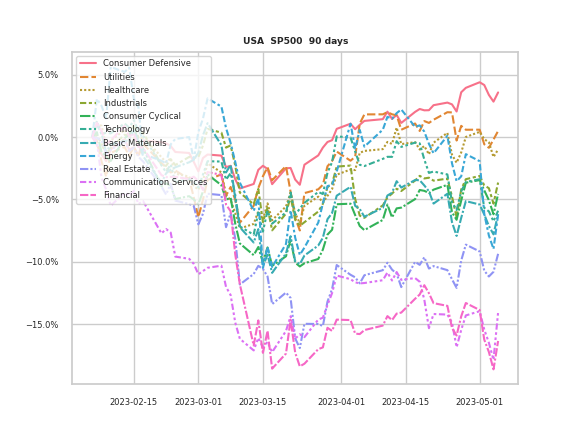 USA SP500 90 days
Consumer Defensive
Utilities
Healthcare
Industrials
Consumer Cyclical
Technology
Basic Materials
Energy
Real Estate
Communication Services
Financial
5.0%
0.0%
−5.0%
−10.0%
−15.0%
2023-02-15
2023-03-01
2023-03-15
2023-04-01
2023-04-15
2023-05-01